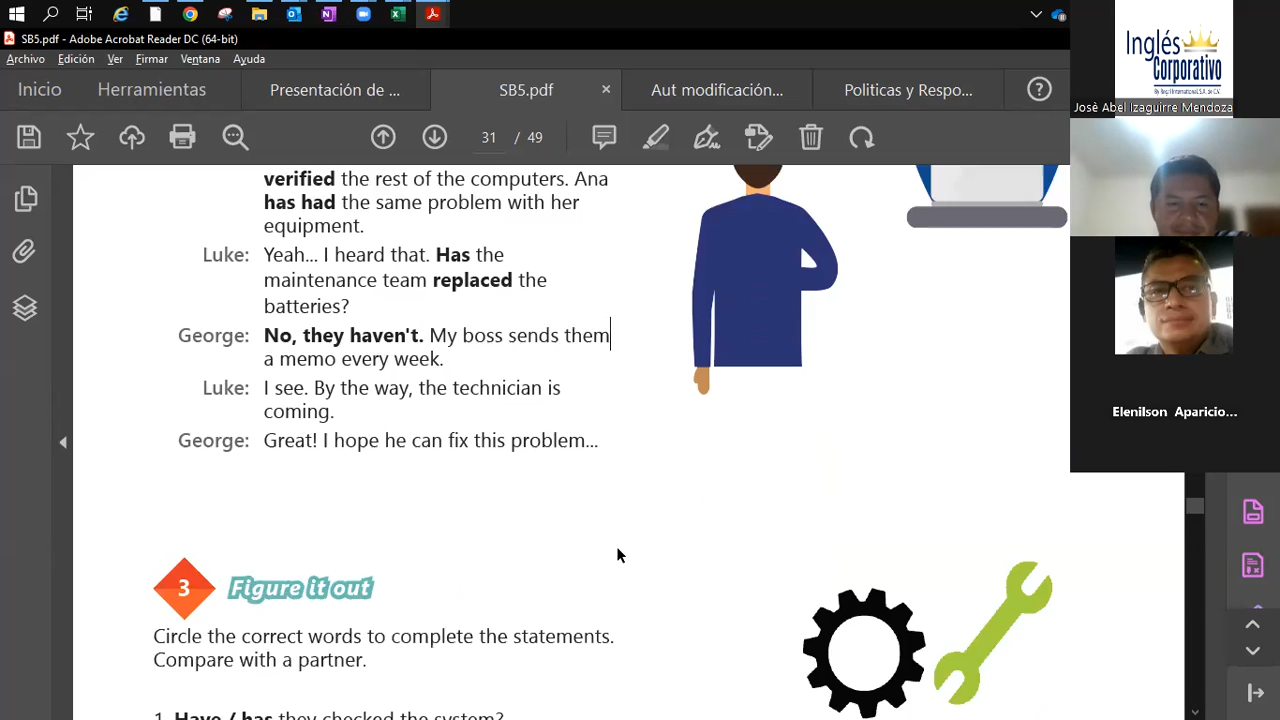 SB5.pdf - Adobe Acrobat Reader DC (64-bit)
Archivo Edición Ver Firmar Ventana Ayuda
Inicio Herramientas Presentación de ... SB5.pdf × Aut modificación... Politicas y Respo...
31 / 49
verified the rest of the computers. Ana
has had the same problem with her
equipment.
Luke: Yeah... I heard that. Has the
maintenance team replaced the
batteries?
George: No, they haven't. My boss sends them
a memo every week.
Luke: I see. By the way, the technician is
coming.
George: Great! I hope he can fix this problem...
3 Figure it out
Circle the correct words to complete the statements.
Compare with a partner.
1. Have / has they checked the system?
Inglés
Corporativo
By Regal International, S.A. de C.V.
Josè Abel Izaguirre Mendoza
Elenilson Aparicio...